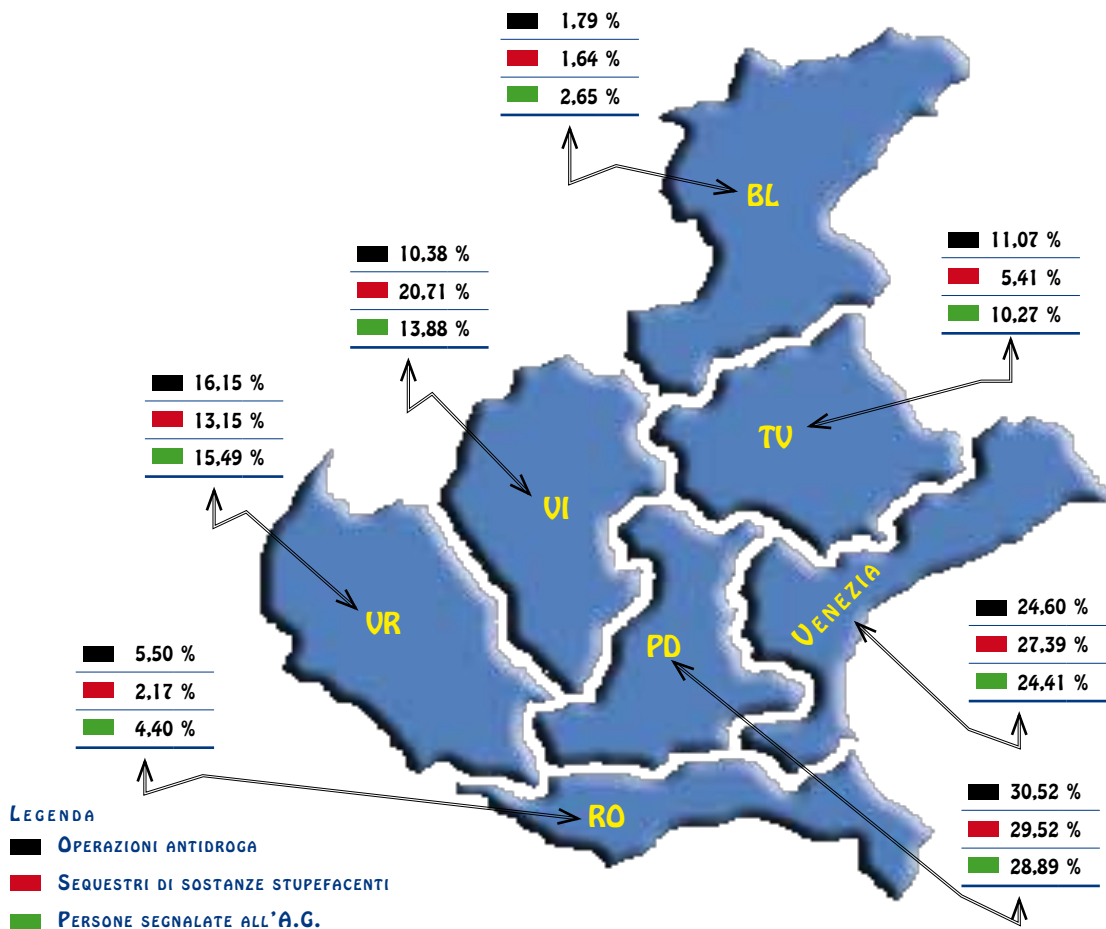 1,79 %
1,64 %
2,65 %
BL
10,38 %
20,71 %
13,88 %
11,07 %
5,41 %
10,27 %
16,15 %
13,15 %
15,49 %
TV
VI
VENEZIA
VR
PD
24,60 %
27,39 %
24,41 %
5,50 %
2,17 %
4,40 %
RO
30,52 %
29,52 %
28,89 %
LEGENDA
OPERAZIONI ANTIDROGA
SEQUESTRI DI SOSTANZE STUPEFACENTI
PERSONE SEGNALATE ALL'A.G.